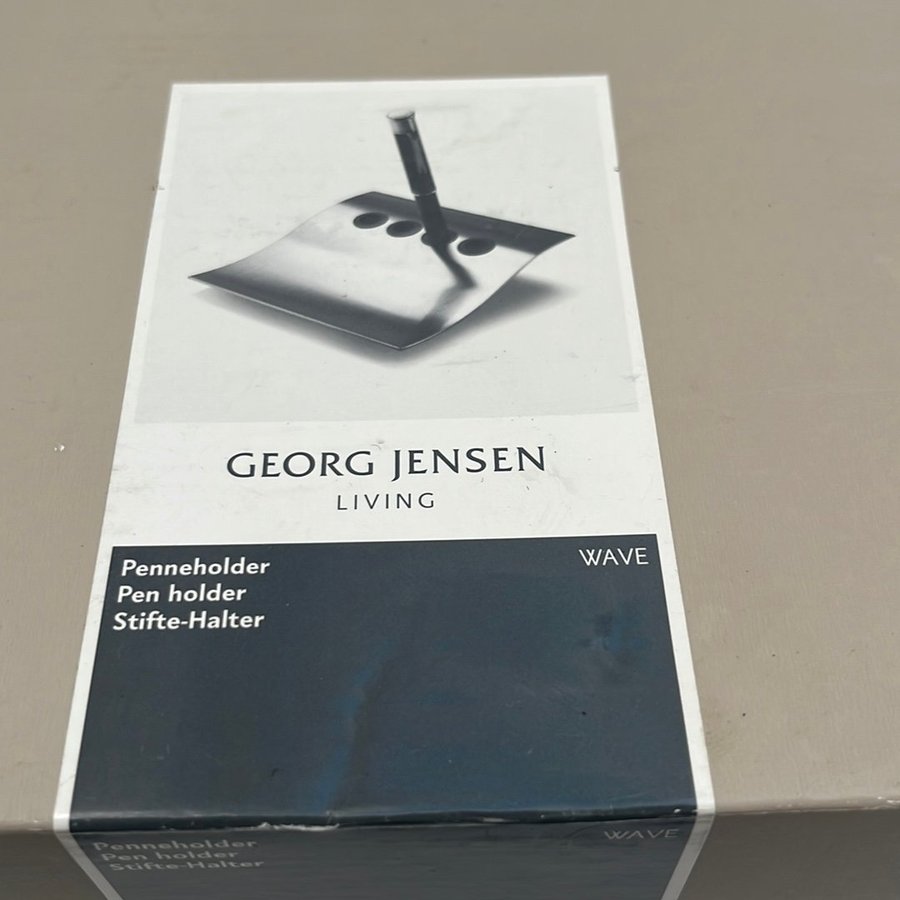 GEORG JENSEN
LIVING
Penneholder
Pen holder
Stifte-Halter
WAVE
Penneholder
Pen holder
Stifte-Halter
WAVE